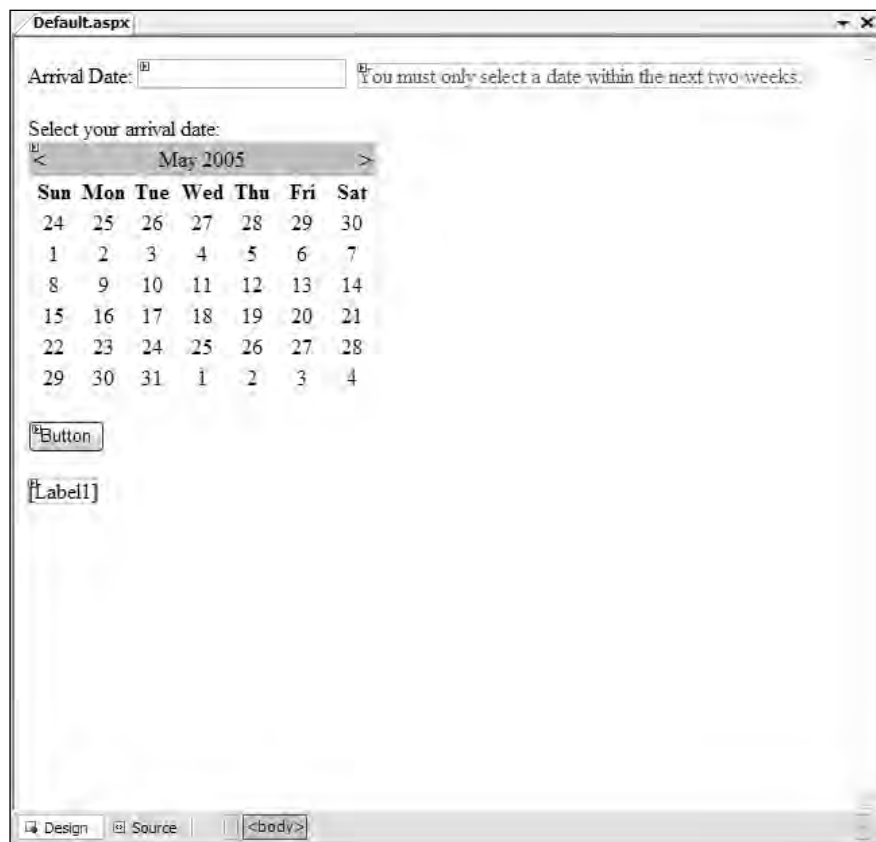 Default.aspx
Arrival Date: You must only select a date within the next two weeks.
Select your arrival date:
< May 2005 >
Sun Mon Tue Wed Thu Fri Sat
24 25 26 27 28 29 30
1 2 3 4 5 6 7
8 9 10 11 12 13 14
15 16 17 18 19 20 21
22 23 24 25 26 27 28
29 30 31 1 2 3 4
Button
[Label1]
Design Source <body>